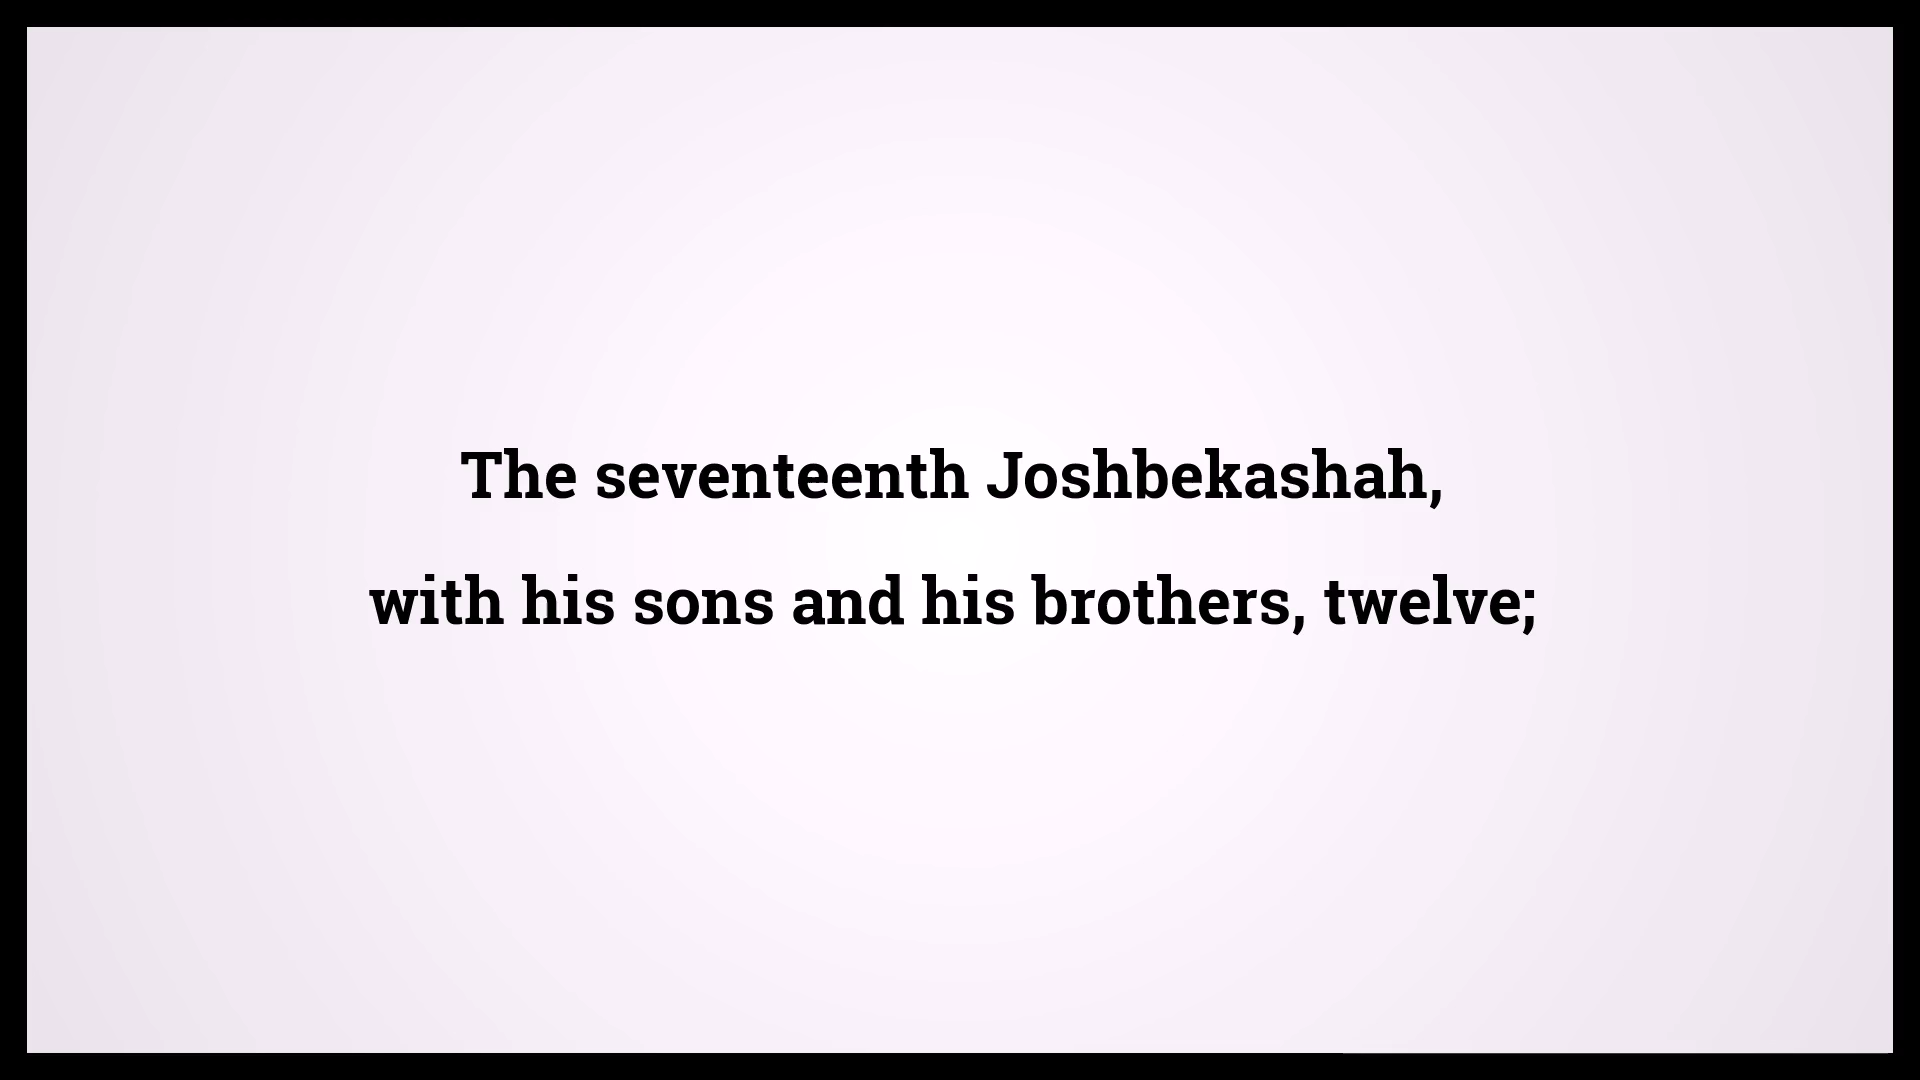 The seventeenth Joshbekashah,
with his sons and his brothers, twelve;